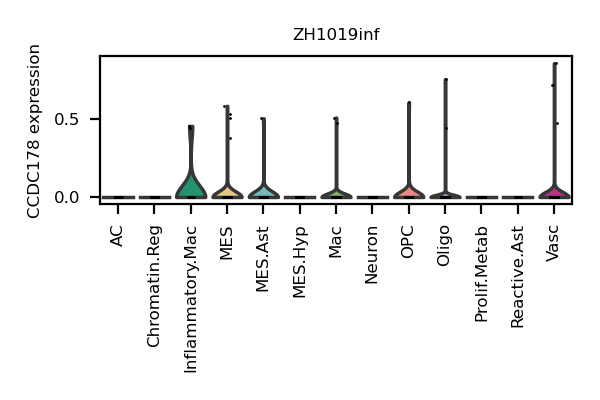 ZH1019inf
CCDC178 expression
0.5
0.0
AC
Chromatin.Reg
Inflammatory.Mac
MES
MES.Ast
MES.Hyp
Mac
Neuron
OPC
Oligo
Prolif.Metab
Reactive.Ast
Vasc